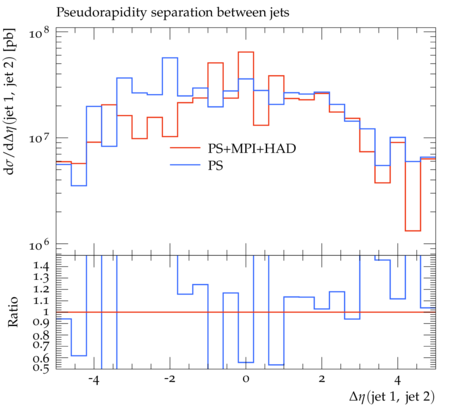 Pseudorapidity separation between jets
dσ/dΔη(jet 1, jet 2) [pb]
10⁸
10⁷
10⁶
PS+MPI+HAD
PS
Ratio
1.4
1.3
1.2
1.1
1
0.9
0.8
0.7
0.6
0.5
-4 -2 0 2 4
Δη(jet 1, jet 2)